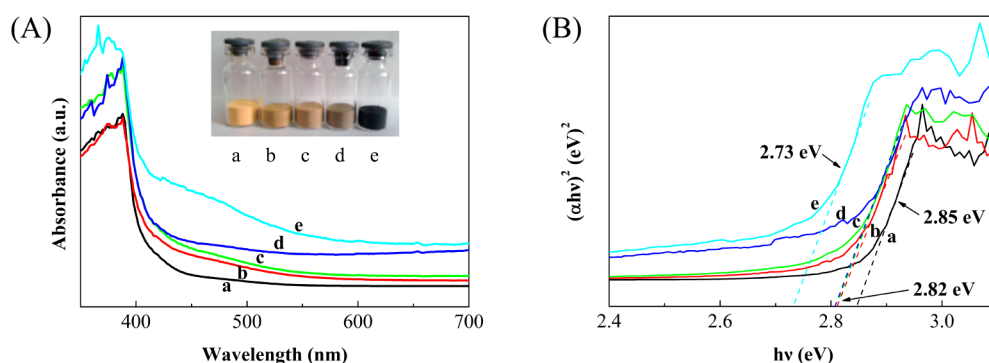 (A)
Absorbance (a.u.)
a b c d e
e
d
c
b
a
400 500 600 700
Wavelength (nm)
(B)
(αhν)² (eV)²
2.73 eV
e
d
c
b
a
2.85 eV
2.82 eV
2.4 2.6 2.8 3.0
hν (eV)